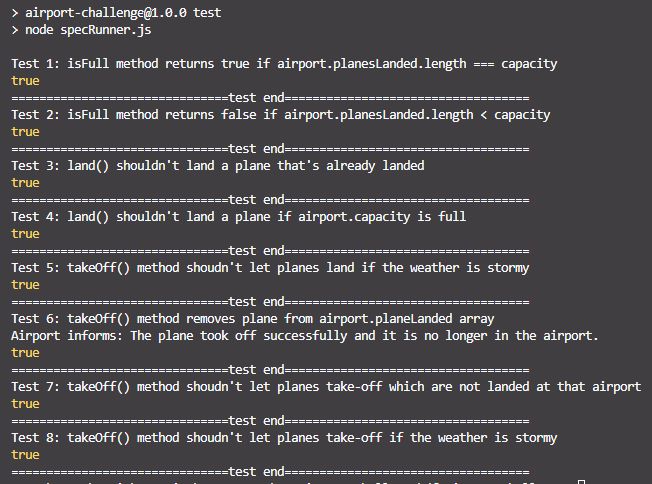 > airport-challenge@1.0.0 test
> node specRunner.js
Test 1: isFull method returns true if airport.planesLanded.length === capacity
true
===============================test end===================================
Test 2: isFull method returns false if airport.planesLanded.length < capacity
true
===============================test end===================================
Test 3: land() shouldn't land a plane that's already landed
true
===============================test end===================================
Test 4: land() shouldn't land a plane if airport.capacity is full
true
===============================test end===================================
Test 5: takeOff() method shoudn't let planes land if the weather is stormy
true
===============================test end===================================
Test 6: takeOff() method removes plane from airport.planeLanded array
Airport informs: The plane took off successfully and it is no longer in the airport.
true
===============================test end===================================
Test 7: takeOff() method shoudn't let planes take-off which are not landed at that airport
true
===============================test end===================================
Test 8: takeOff() method shoudn't let planes take-off if the weather is stormy
true
===============================test end===================================